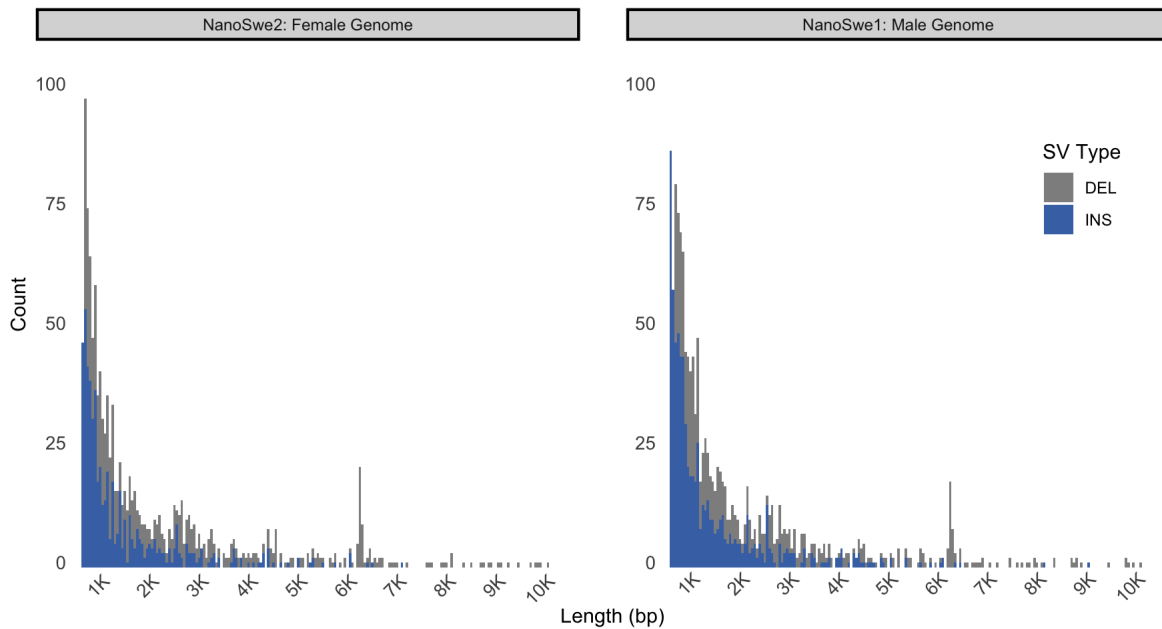 NanoSwe2: Female Genome
NanoSwe1: Male Genome
100
75
50
25
0
Count
1K
2K
3K
4K
5K
6K
7K
8K
9K
10K
100
75
50
25
0
1K
2K
3K
4K
5K
6K
7K
8K
9K
10K
SV Type
DEL
INS
Length (bp)